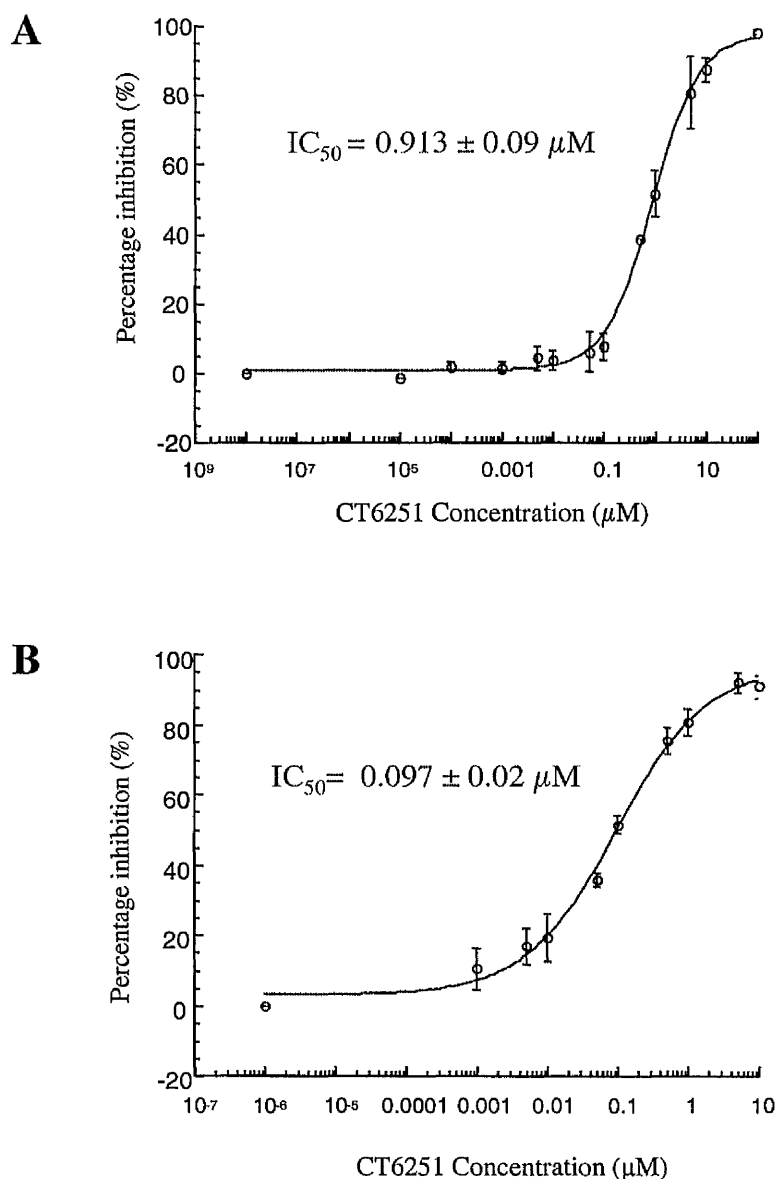 A
Percentage inhibition (%)
100
80
60
40
20
0
-20
IC50 = 0.913 ± 0.09 μM
10⁹ 10⁷ 10⁵ 0.001 0.1 10
CT6251 Concentration (μM)
B
Percentage inhibition (%)
100
80
60
40
20
0
-20
IC50= 0.097 ± 0.02 μM
10-7 10-6 10-5 0.0001 0.001 0.01 0.1 1 10
CT6251 Concentration (μM)